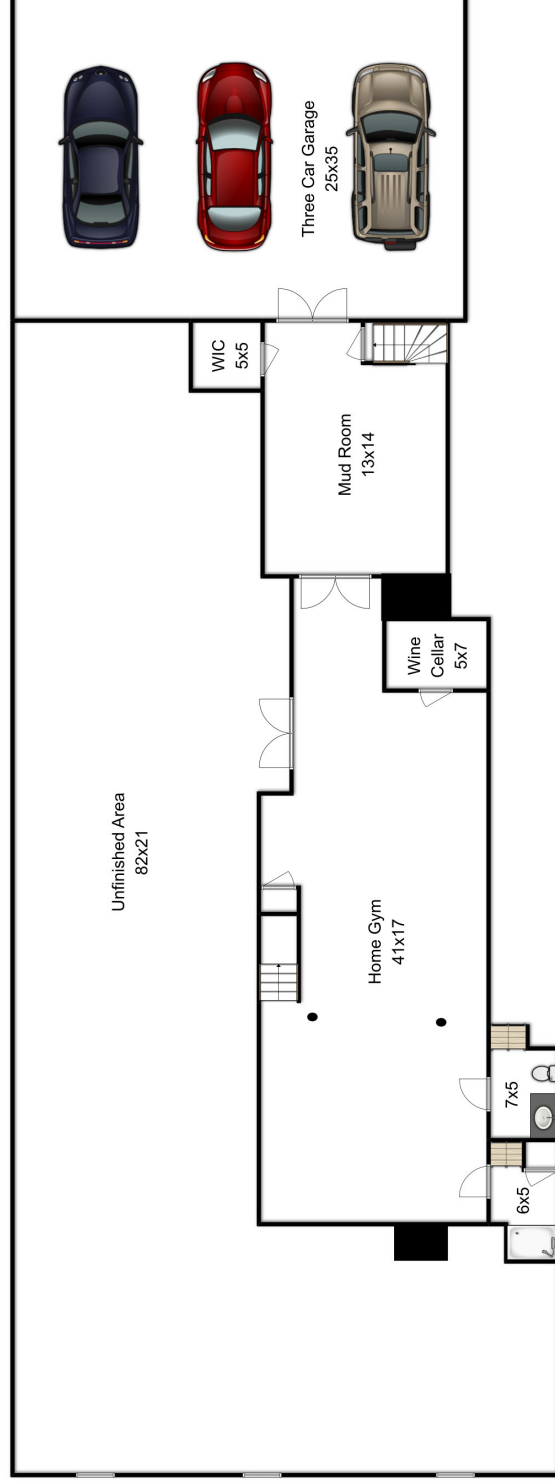 Three Car Garage
25x35
WIC
5x5
Mud Room
13x14
Wine
Cellar
5x7
Unfinished Area
82x21
Home Gym
41x17
7x5
6x5